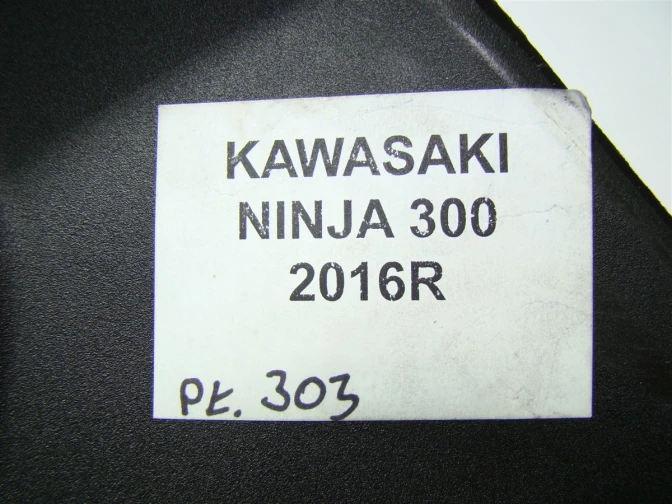 KAWASAKI
NINJA 300
2016R
Pł. 303